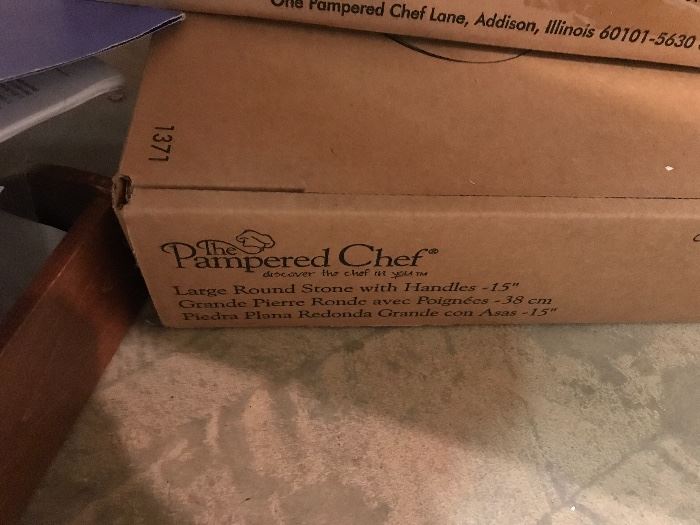 One Pampered Chef Lane, Addison, Illinois 60101-5630
1371
The
Pampered Chef®
discover the chef in you™
Large Round Stone with Handles -15"
Grande Pierre Ronde avec Poignées -38 cm
Piedra Plana Redonda Grande con Asas -15"